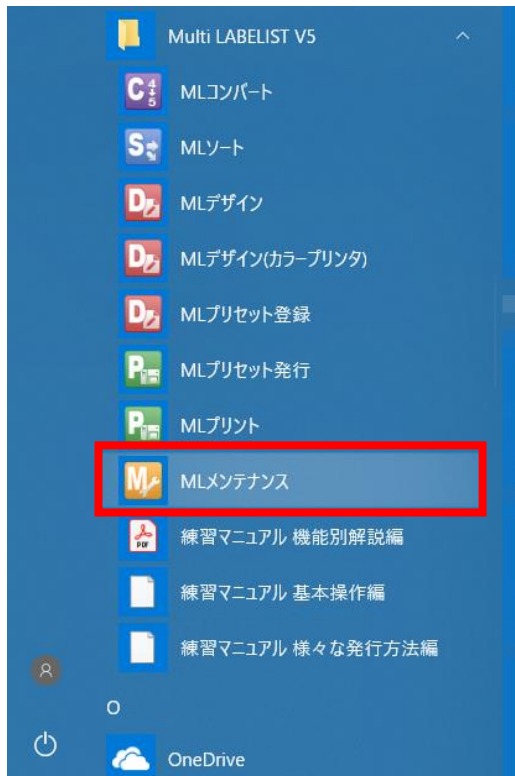 Multi LABELIST V5
MLコンバート
MLソート
MLデザイン
MLデザイン(カラープリンタ)
MLプリセット登録
MLプリセット発行
MLプリント
MLメンテナンス
練習マニュアル 機能別解説編
練習マニュアル 基本操作編
練習マニュアル 様々な発行方法編
O
OneDrive